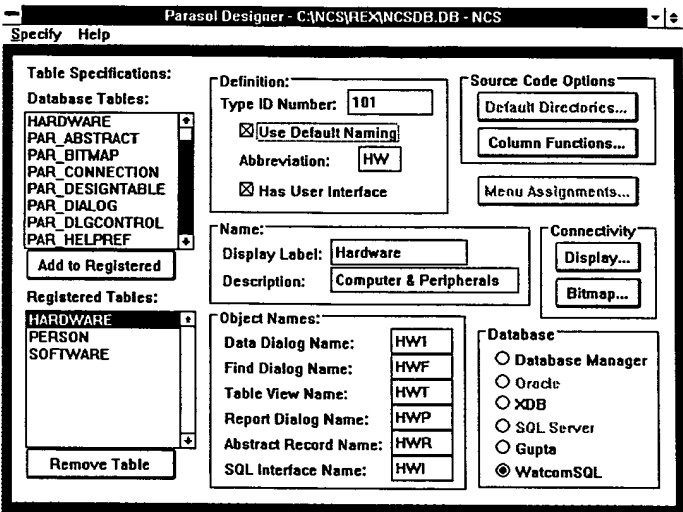 Parasol Designer - C:\NCS\REX\NCSDB.DB - NCS
Specify Help
Table Specifications:
Database Tables:
HARDWARE
PAR_ABSTRACT
PAR_BITMAP
PAR_CONNECTION
PAR_DESIGNTABLE
PAR_DIALOG
PAR_DLGCONTROL
PAR_HELPREF
Add to Registered
Registered Tables:
HARDWARE
PERSON
SOFTWARE
Remove Table
Definition:
Type ID Number: 101
Use Default Naming
Abbreviation: HW
Has User Interface
Name:
Display Label: Hardware
Description: Computer & Peripherals
Object Names:
Data Dialog Name: HW1
Find Dialog Name: HWF
Table View Name: HWT
Report Dialog Name: HWP
Abstract Record Name: HWR
SQL Interface Name: HWI
Source Code Options
Default Directories...
Column Functions...
Menu Assignments...
Connectivity
Display...
Bitmap...
Database
Database Manager
Oracle
XDB
SQL Server
Gupta
WatcomSQL